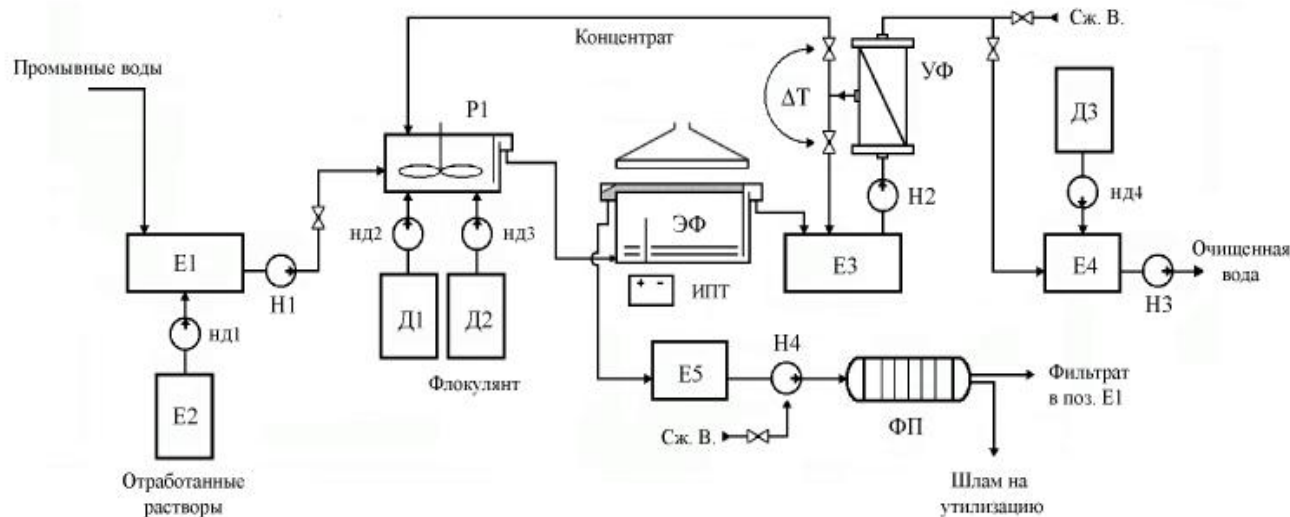 Сж. В.
Концентрат
УФ
Промывные воды
Р1
ΔТ
Д3
Н2
нд4
нд2
нд3
ЭФ
Очищенная
вода
Е1
Е3
Е4
Н1
ИПТ
+ -
Н3
Д1
Д2
нд1
Н4
Флокулянт
Е5
Фильтрат
в поз. Е1
Е2
Сж. В.
ФП
Отработанные
растворы
Шлам на
утилизацию